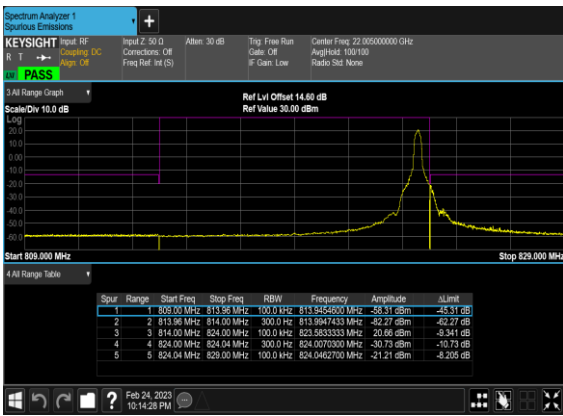 Spectrum Analyzer 1
Spurious Emissions
KEYSIGHT Input: RF Input Z: 50 Ω Atten: 30 dB Trig: Free Run Center Freq: 22.005000000 GHz
R T Coupling: DC Corrections: Off Gate: Off Avg|Hold: 100/100
Align: Off Freq Ref: Int (S) IF Gain: Low Radio Std: None
PASS
3 All Range Graph
Ref Lvl Offset 14.60 dB
Scale/Div 10.0 dB Ref Value 30.00 dBm
Log
20.0
10.0
0.00
-10.0
-20.0
-30.0
-40.0
-50.0
-60.0
Start 809.000 MHz Stop 829.000 MHz
4 All Range Table
Spur Range Start Freq Stop Freq RBW Frequency Amplitude ΔLimit
1 1 809.00 MHz 813.96 MHz 100.0 kHz 813.9454600 MHz -58.31 dBm -45.31 dB
2 2 813.96 MHz 814.00 MHz 300.0 Hz 813.9947433 MHz -82.27 dBm -62.27 dB
3 3 814.00 MHz 824.00 MHz 100.0 kHz 823.5833333 MHz 20.66 dBm -9.341 dB
4 4 824.00 MHz 824.04 MHz 300.0 Hz 824.0070300 MHz -30.73 dBm -10.73 dB
5 5 824.04 MHz 829.00 MHz 100.0 kHz 824.0462700 MHz -21.21 dBm -8.205 dB
? Feb 24, 2023
10:14:28 PM